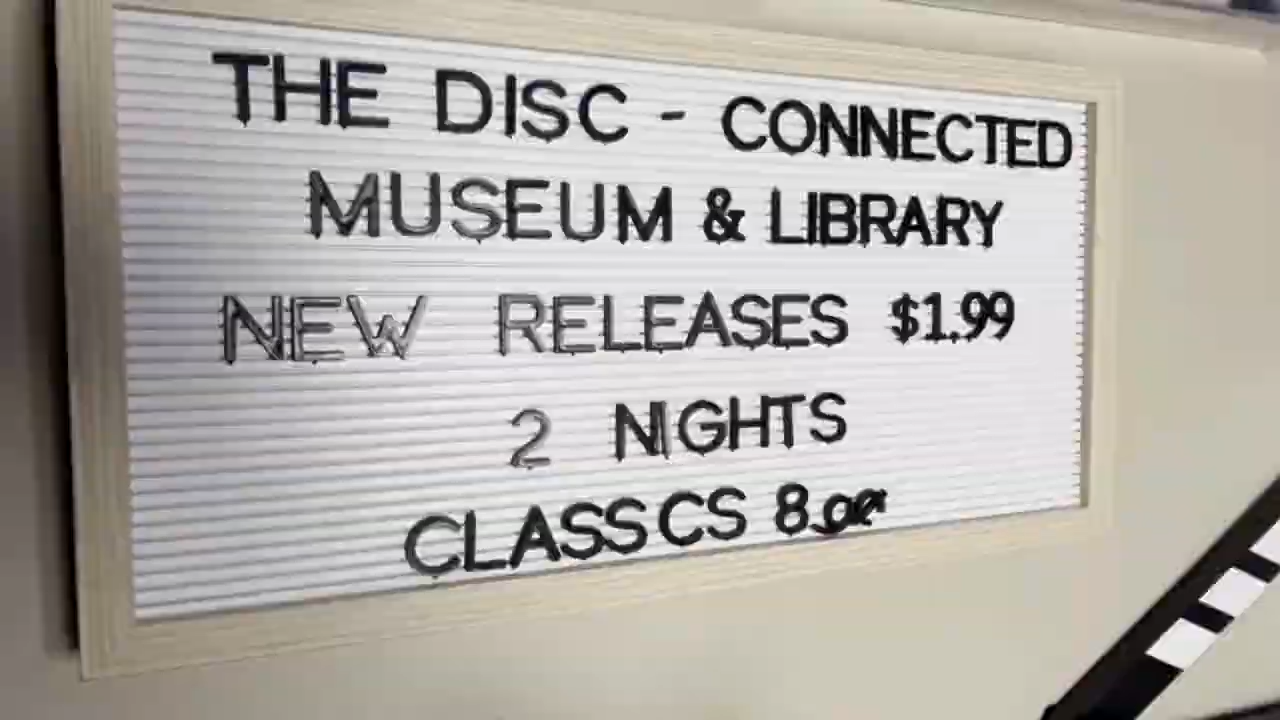 THE DISC - CONNECTED
MUSEUM & LIBRARY
NEW RELEASES $1.99
2 NIGHTS
CLASSCS